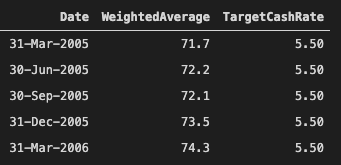 Date WeightedAverage TargetCashRate
31-Mar-2005 71.7 5.50
30-Jun-2005 72.2 5.50
30-Sep-2005 72.1 5.50
31-Dec-2005 73.5 5.50
31-Mar-2006 74.3 5.50